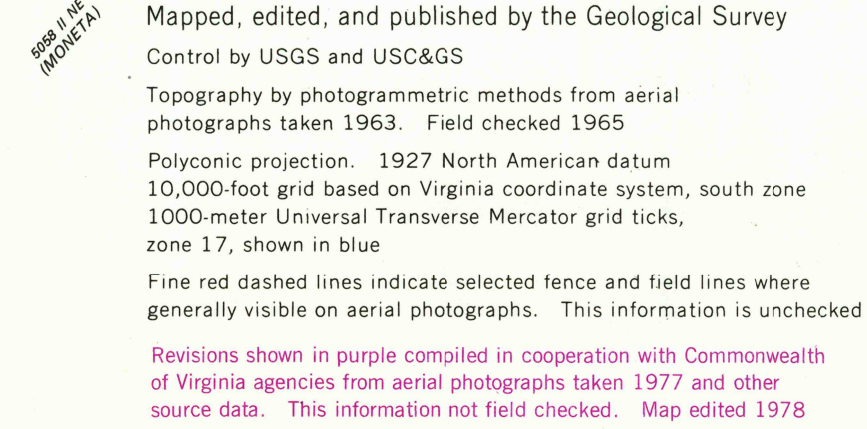 5058 II NE
(MONETA)
Mapped, edited, and published by the Geological Survey
Control by USGS and USC&GS
Topography by photogrammetric methods from aerial
photographs taken 1963. Field checked 1965
Polyconic projection. 1927 North American datum
10,000-foot grid based on Virginia coordinate system, south zone
1000-meter Universal Transverse Mercator grid ticks,
zone 17, shown in blue
Fine red dashed lines indicate selected fence and field lines where
generally visible on aerial photographs. This information is unchecked
Revisions shown in purple compiled in cooperation with Commonwealth
of Virginia agencies from aerial photographs taken 1977 and other
source data. This information not field checked. Map edited 1978